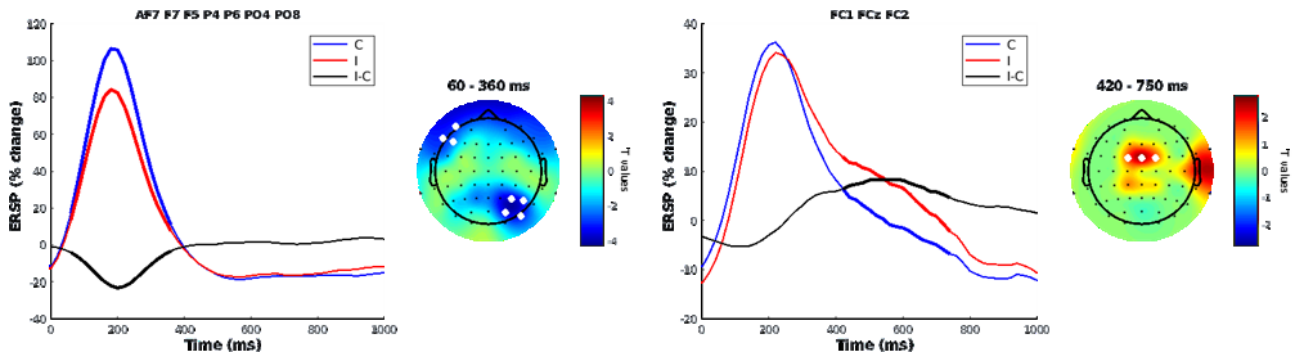 AF7 F7 F5 P4 P6 PO4 PO8
ERSP (% change)
120
100
80
60
40
20
0
-20
-40
0
200
400
600
800
1000
Time (ms)
C
I
I-C
60 - 360 ms
4
2
0
-2
-4
T values
FC1 FCz FC2
ERSP (% change)
40
30
20
10
0
-10
-20
0
200
400
600
800
1000
Time (ms)
C
I
I-C
420 - 750 ms
2
1
0
-1
-2
T values